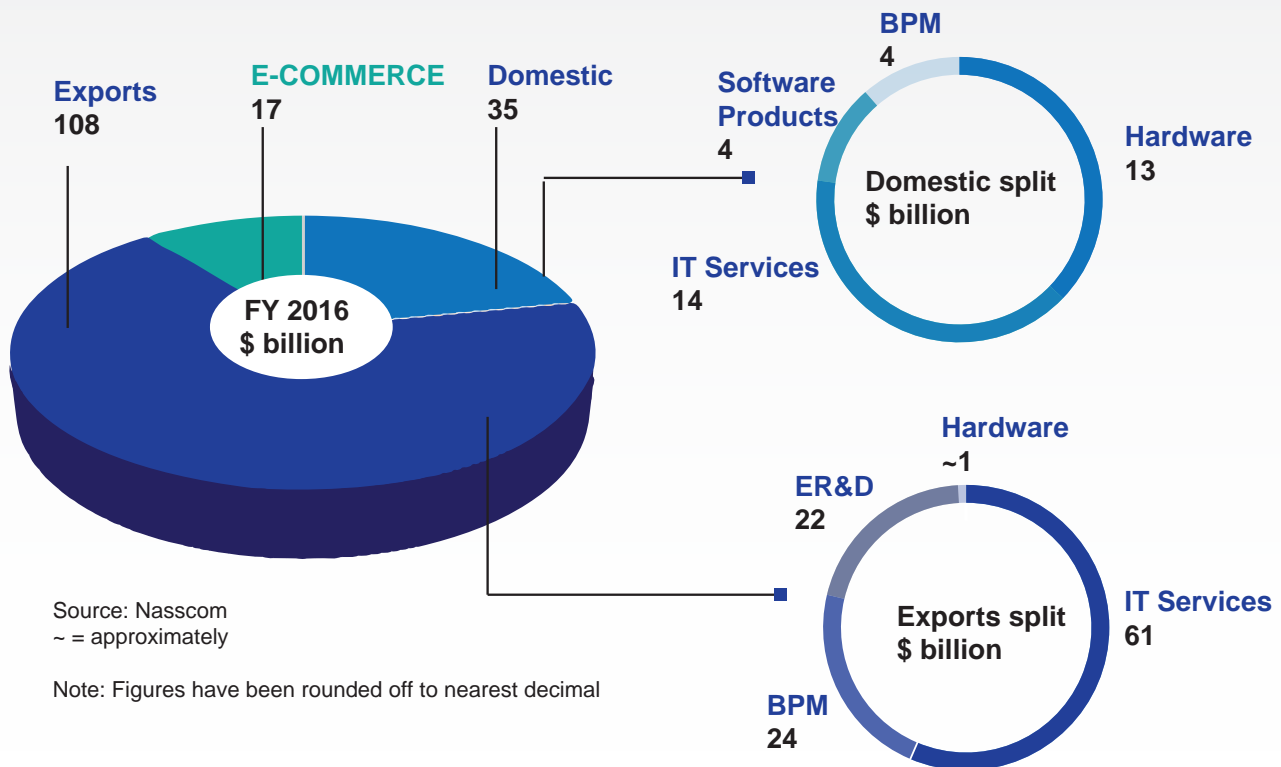 Exports
108
E-COMMERCE
17
Domestic
35
FY 2016
$ billion
BPM
4
Software
Products
4
Hardware
13
Domestic split
$ billion
IT Services
14
Hardware
~1
ER&D
22
IT Services
61
Exports split
$ billion
BPM
24
Source: Nasscom
~ = approximately
Note: Figures have been rounded off to nearest decimal